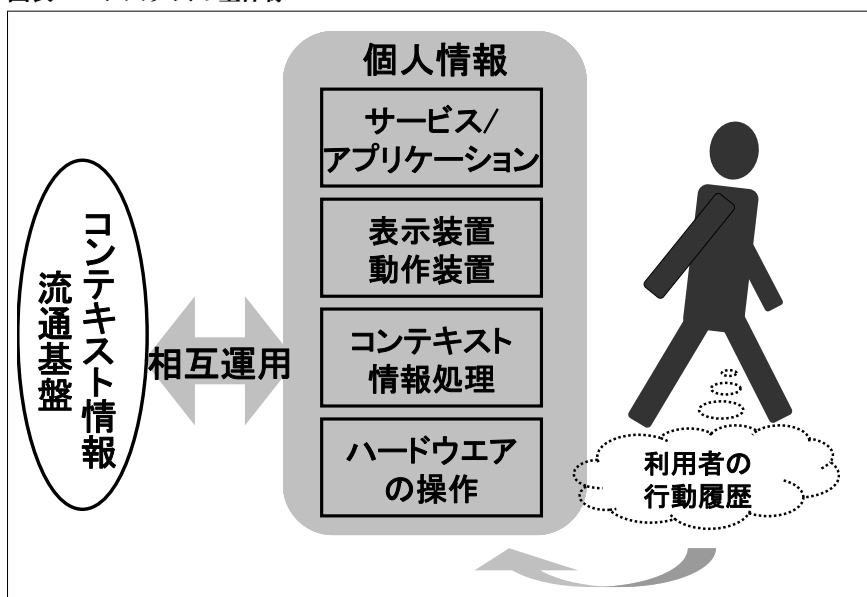 個人情報
サービス/
アプリケーション
表示装置
動作装置
コンテキスト
情報処理
ハードウエア
の操作
コンテキスト情報
流通基盤
相互運用
利用者の
行動履歴